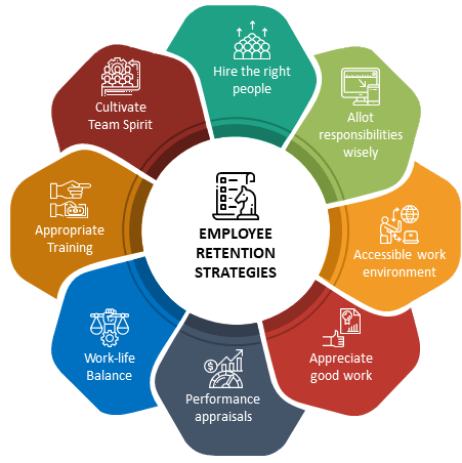 Hire the right
people
Allot
responsibilities
wisely
Accessible work
environment
Appreciate
good work
Performance
appraisals
Work-life
Balance
Appropriate
Training
Cultivate
Team Spirit
EMPLOYEE
RETENTION
STRATEGIES